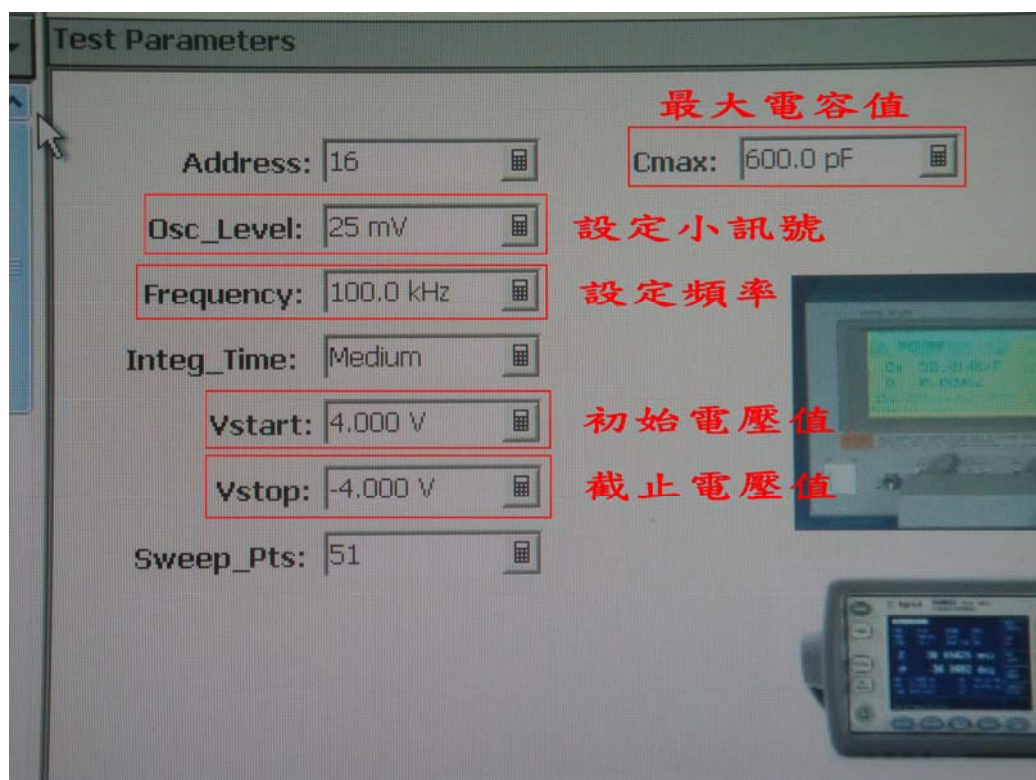 Test Parameters
最大電容值
Address: 16
Cmax: 600.0 pF
Osc_Level: 25 mV
設定小訊號
Frequency: 100.0 kHz
設定頻率
Integ_Time: Medium
Vstart: 4.000 V
初始電壓值
Vstop: -4.000 V
截止電壓值
Sweep_Pts: 51